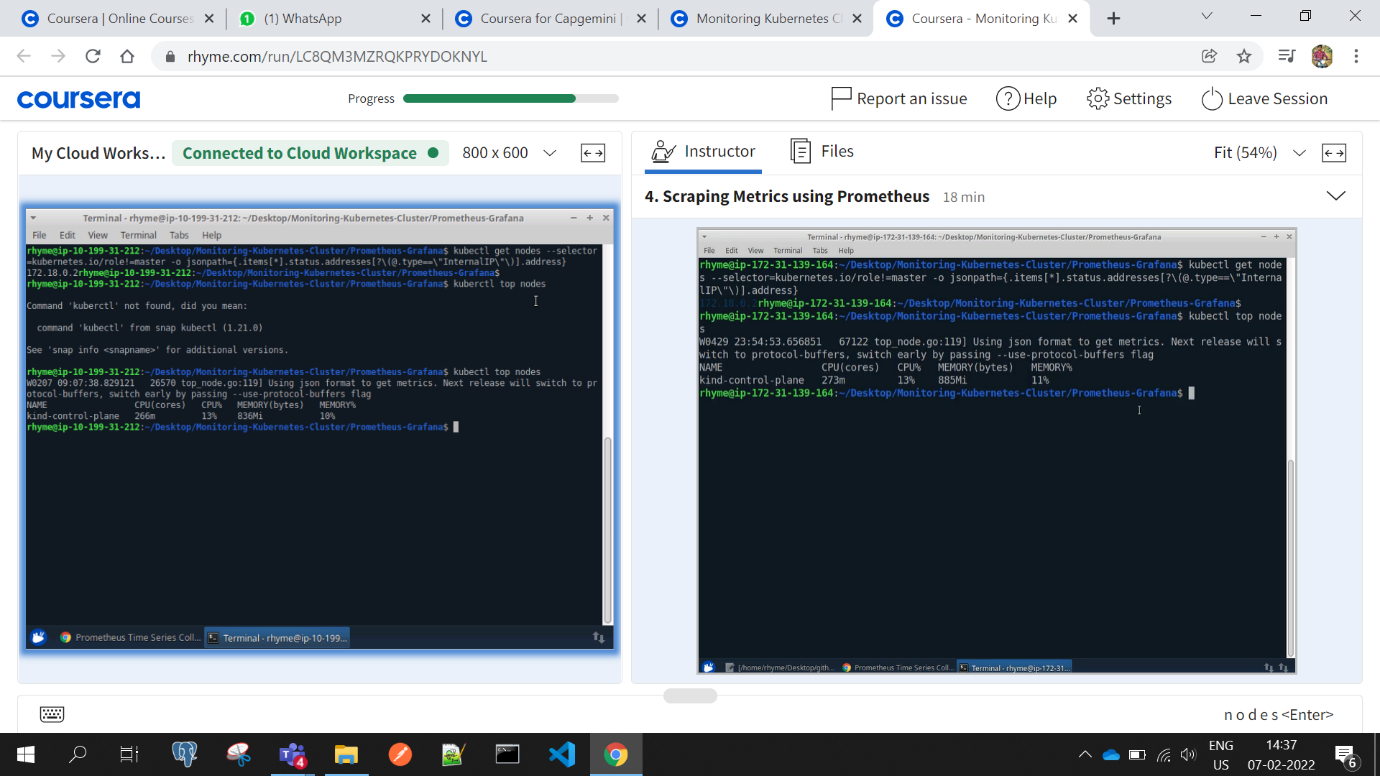 Coursera | Online Courses
(1) WhatsApp
Coursera for Capgemini |
Monitoring Kubernetes Cl
Coursera - Monitoring Ku
rhyme.com/run/LC8QM3MZRQKPRYDOKNYL
coursera
Progress
Report an issue
Help
Settings
Leave Session
My Cloud Works...
Connected to Cloud Workspace
800 x 600
Terminal - rhyme@ip-10-199-31-212: ~/Desktop/Monitoring-Kubernetes-Cluster/Prometheus-Grafana
File Edit View Terminal Tabs Help
rhyme@ip-10-199-31-212:~/Desktop/Monitoring-Kubernetes-Cluster/Prometheus-Grafana$ kubectl get nodes --selector
=kubernetes.io/role!=master -o jsonpath={.items[*].status.addresses[?\(@.type==\"InternalIP\"\)].address}
172.18.0.2rhyme@ip-10-199-31-212:~/Desktop/Monitoring-Kubernetes-Cluster/Prometheus-Grafana$
rhyme@ip-10-199-31-212:~/Desktop/Monitoring-Kubernetes-Cluster/Prometheus-Grafana$ kuberctl top nodes
Command 'kuberctl' not found, did you mean:
command 'kubectl' from snap kubectl (1.21.0)
See 'snap info <snapname>' for additional versions.
rhyme@ip-10-199-31-212:~/Desktop/Monitoring-Kubernetes-Cluster/Prometheus-Grafana$ kubectl top nodes
W0207 09:07:38.829121 26570 top_node.go:119] Using json format to get metrics. Next release will switch to pr
otocol-buffers, switch early by passing --use-protocol-buffers flag
NAME CPU(cores) CPU% MEMORY(bytes) MEMORY%
kind-control-plane 266m 13% 836Mi 10%
rhyme@ip-10-199-31-212:~/Desktop/Monitoring-Kubernetes-Cluster/Prometheus-Grafana$
Prometheus Time Series Coll...
Terminal - rhyme@ip-10-199...
Instructor
Files
Fit (54%)
4. Scraping Metrics using Prometheus 18 min
Terminal - rhyme@ip-172-31-139-164: ~/Desktop/Monitoring-Kubernetes-Cluster/Prometheus-Grafana
File Edit View Terminal Tabs Help
rhyme@ip-172-31-139-164:~/Desktop/Monitoring-Kubernetes-Cluster/Prometheus-Grafana$ kubectl get node
s --selector=kubernetes.io/role!=master -o jsonpath={.items[*].status.addresses[?\(@.type==\"Interna
lIP\"\)].address}
172.18.0.2rhyme@ip-172-31-139-164:~/Desktop/Monitoring-Kubernetes-Cluster/Prometheus-Grafana$
rhyme@ip-172-31-139-164:~/Desktop/Monitoring-Kubernetes-Cluster/Prometheus-Grafana$ kubectl top node
s
W0429 23:54:53.656851 67122 top_node.go:119] Using json format to get metrics. Next release will s
witch to protocol-buffers, switch early by passing --use-protocol-buffers flag
NAME CPU(cores) CPU% MEMORY(bytes) MEMORY%
kind-control-plane 273m 13% 885Mi 11%
rhyme@ip-172-31-139-164:~/Desktop/Monitoring-Kubernetes-Cluster/Prometheus-Grafana$
[/home/rhyme/Desktop/gith...
Prometheus Time Series Coll...
Terminal - rhyme@ip-172-31...
n o d e s <Enter>
4
ENG
US
14:37
07-02-2022
6